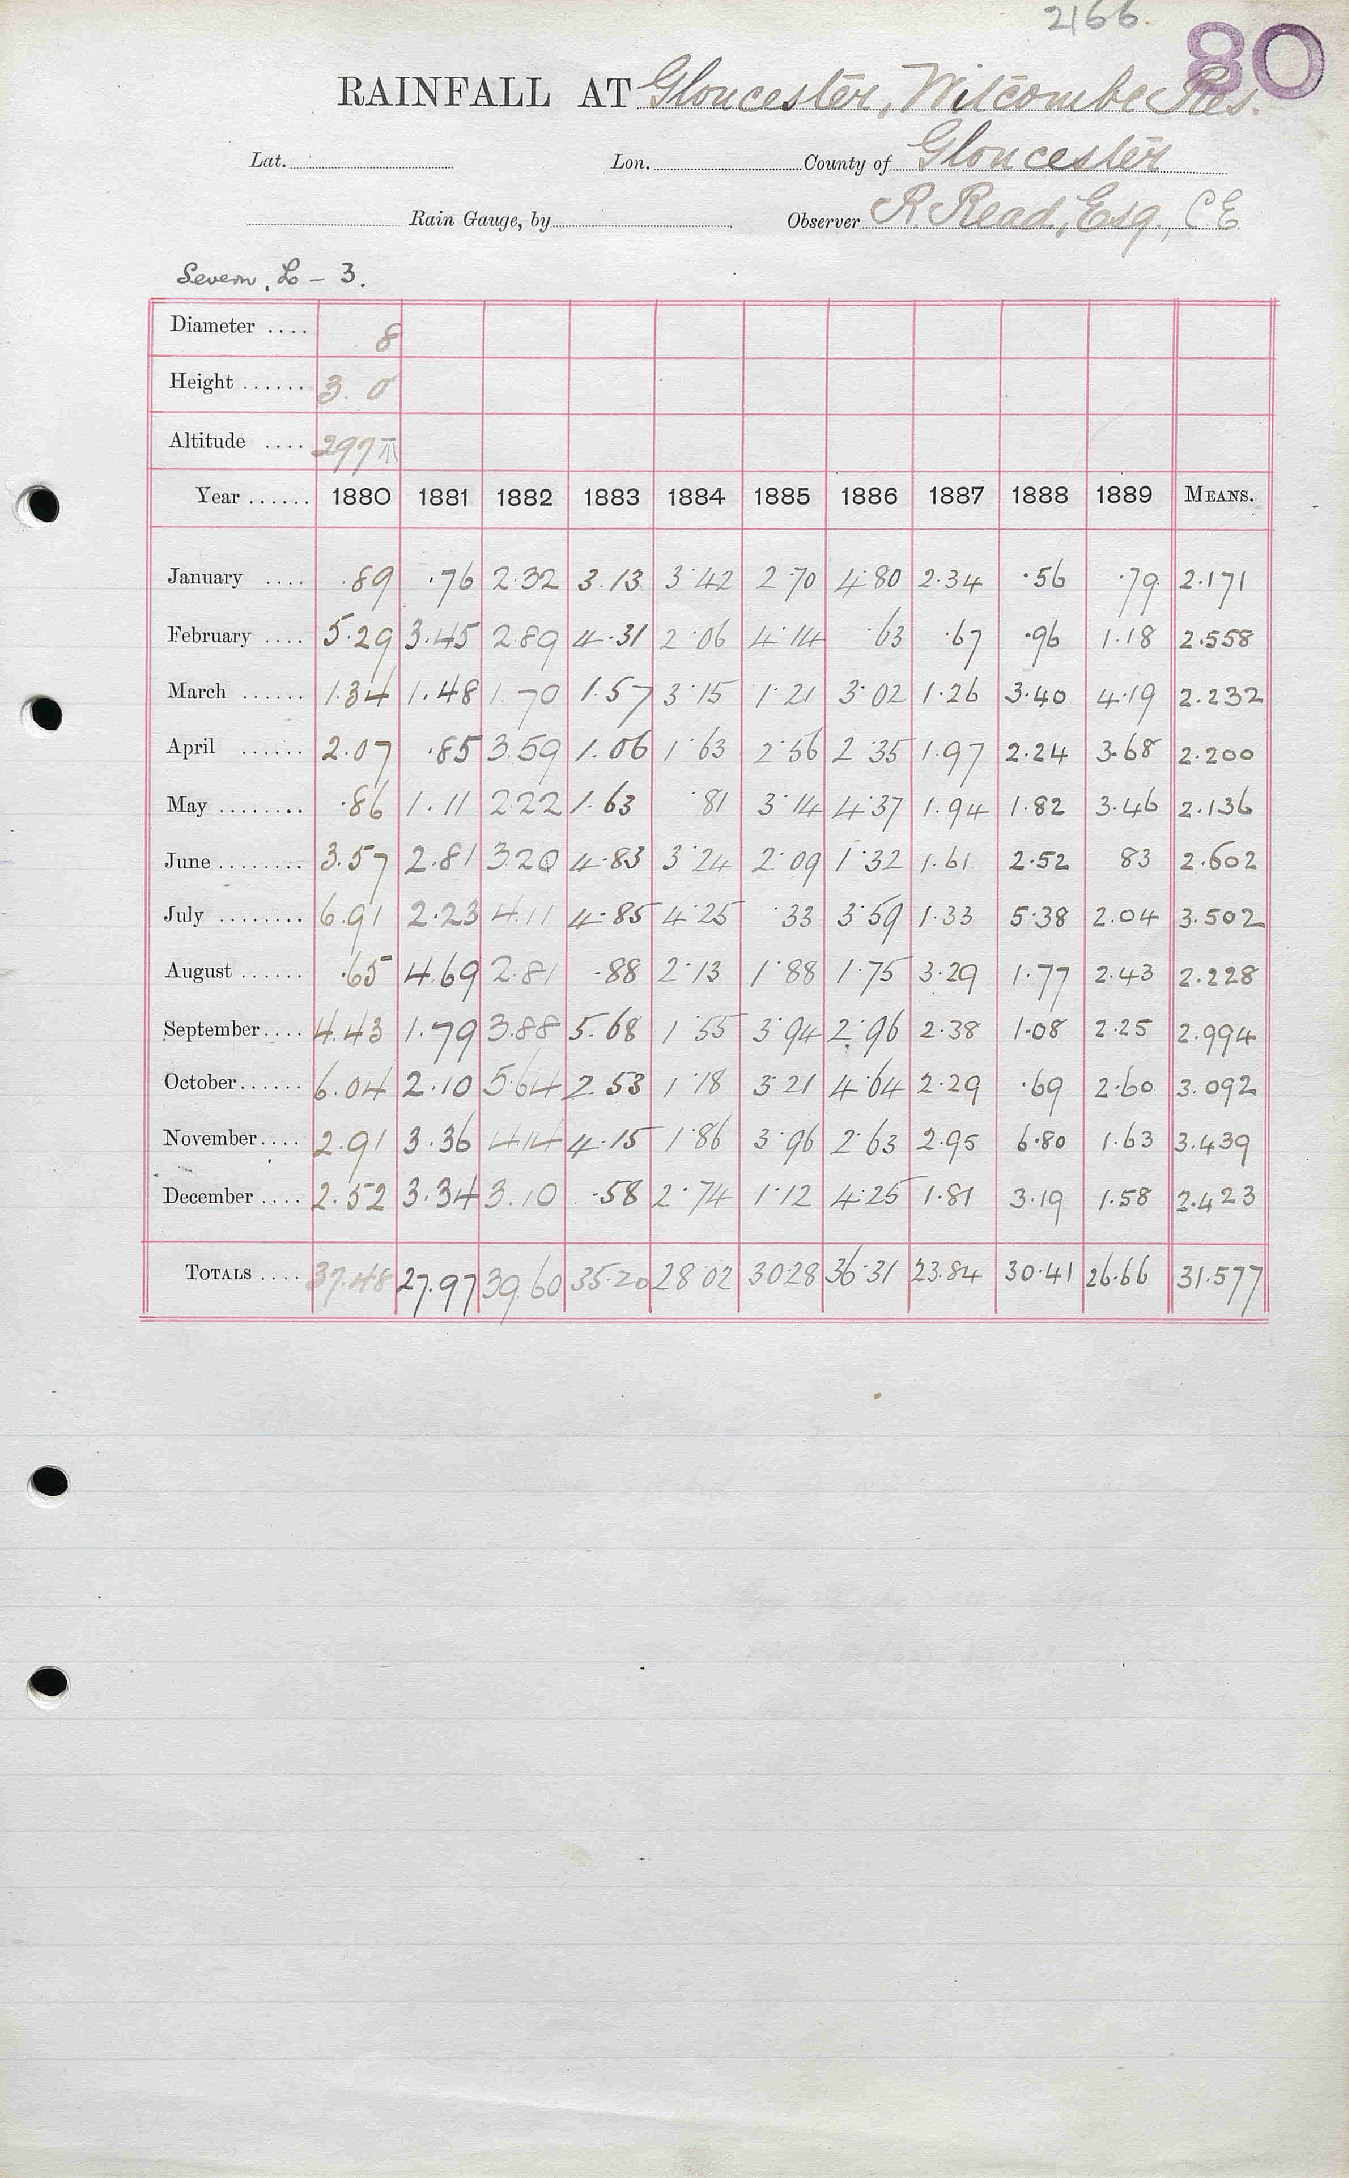 2166.
80
RAINFALL AT Gloucester, Witcombe Res.
Lat. Lon. County of Gloucester
Rain Gauge, by Observer R. Read, Esq., CE
Severn, L - 3.
Diameter .... 8
Height ...... 3. 0
Altitude .... 297
Year ...... 1880 1881 1882 1883 1884 1885 1886 1887 1888 1889 MEANS.
January .... .89 .76 2.32 3.13 3.42 2.70 4.80 2.34 .56 .79 2.171
February .... 5.29 3.45 2.89 4.31 2.06 4.14 .63 .67 .96 1.18 2.558
March ...... 1.34 1.48 1.70 1.57 3.15 1.21 3.02 1.26 3.40 4.19 2.232
April ...... 2.07 .85 3.59 1.06 1.63 2.56 2.35 1.97 2.24 3.68 2.200
May ........ .86 1.11 2.22 1.63 .81 3.14 4.37 1.94 1.82 3.46 2.136
June ........ 3.57 2.81 3.20 4.83 3.24 2.09 1.32 1.61 2.52 83 2.602
July ........ 6.91 2.23 4.11 4.85 4.25 .33 3.59 1.33 5.38 2.04 3.502
August ...... .65 4.69 2.81 .88 2.13 1.88 1.75 3.29 1.77 2.43 2.228
September.... 4.43 1.79 3.88 5.68 1.55 3.94 2.96 2.38 1.08 2.25 2.994
October...... 6.04 2.10 5.64 2.53 1.18 3.21 4.64 2.29 .69 2.60 3.092
November.... 2.91 3.36 4.14 4.15 1.86 3.96 2.63 2.95 6.80 1.63 3.439
December .... 2.52 3.34 3.10 .58 2.74 1.12 4.25 1.81 3.19 1.58 2.423
TOTALS .... 37.48 27.97 39.60 35.20 28.02 30.28 36.31 23.84 30.41 26.66 31.577